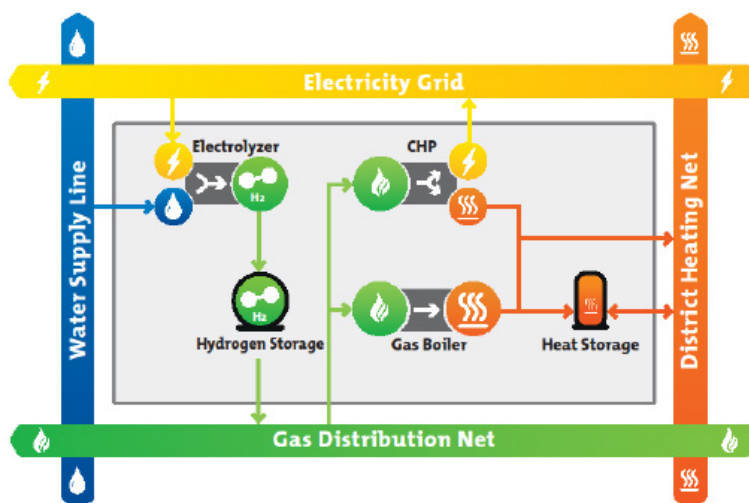 Electricity Grid
Electrolyzer
CHP
H₂
Water Supply Line
District Heating Net
H₂
Hydrogen Storage
Gas Boiler
Heat Storage
Gas Distribution Net